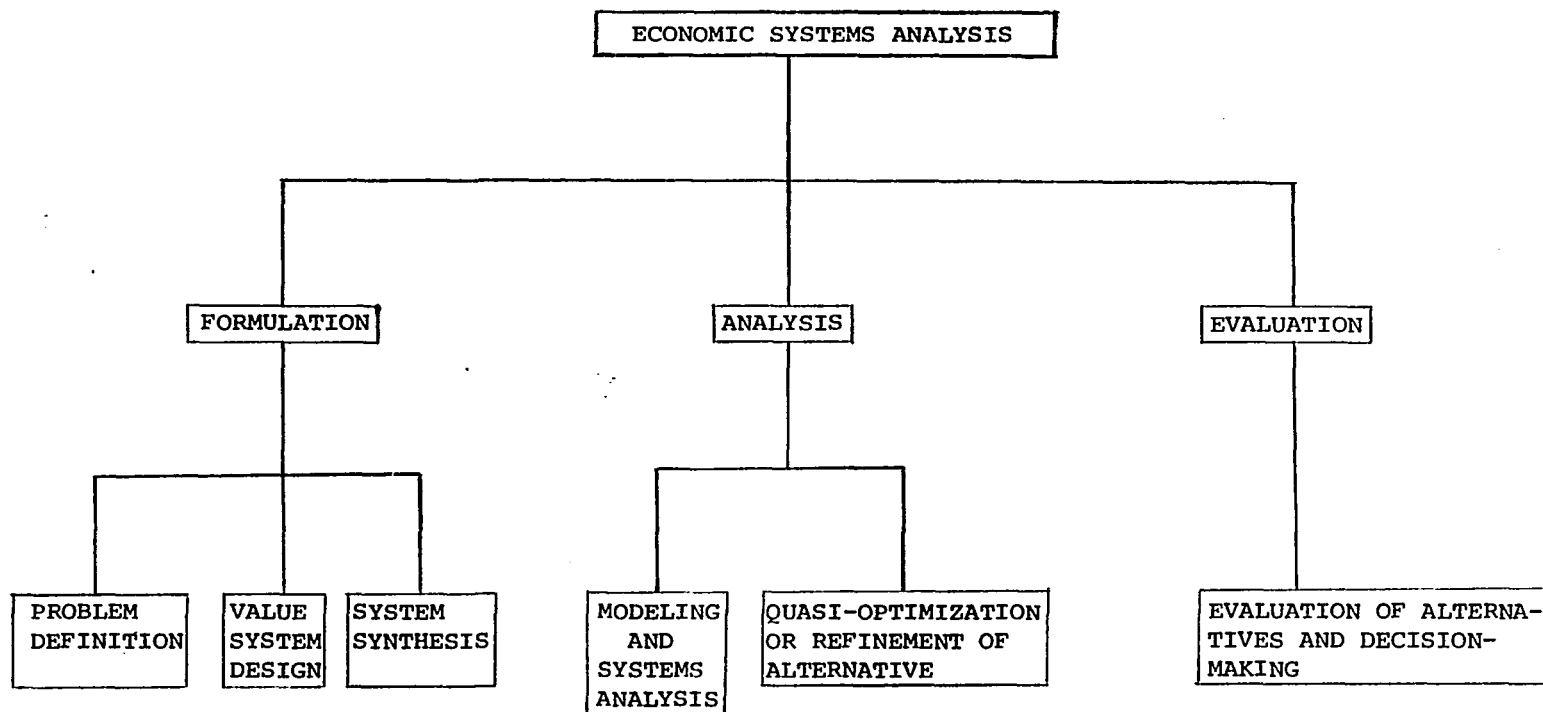 ECONOMIC SYSTEMS ANALYSIS
FORMULATION
ANALYSIS
EVALUATION
PROBLEM
DEFINITION
VALUE
SYSTEM
DESIGN
SYSTEM
SYNTHESIS
MODELING
AND
SYSTEMS
ANALYSIS
QUASI-OPTIMIZATION
OR REFINEMENT OF
ALTERNATIVE
EVALUATION OF ALTERNA-
TIVES AND DECISION-
MAKING